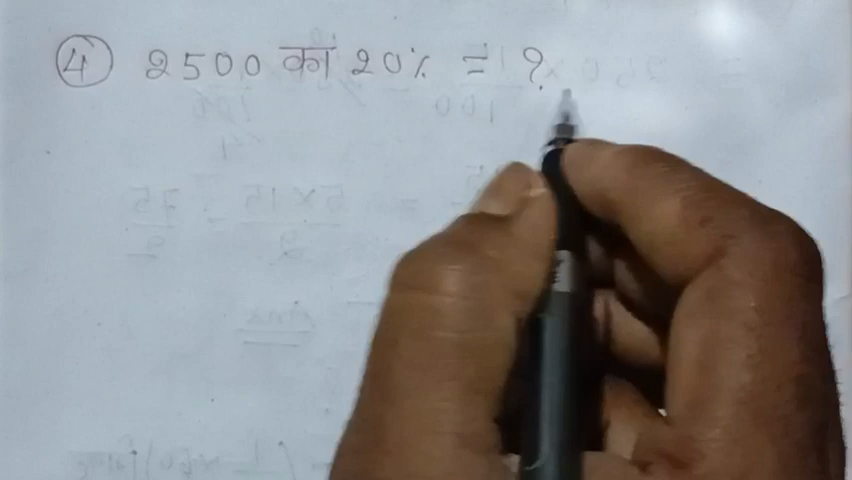 ④ 2500 का 20% = ?